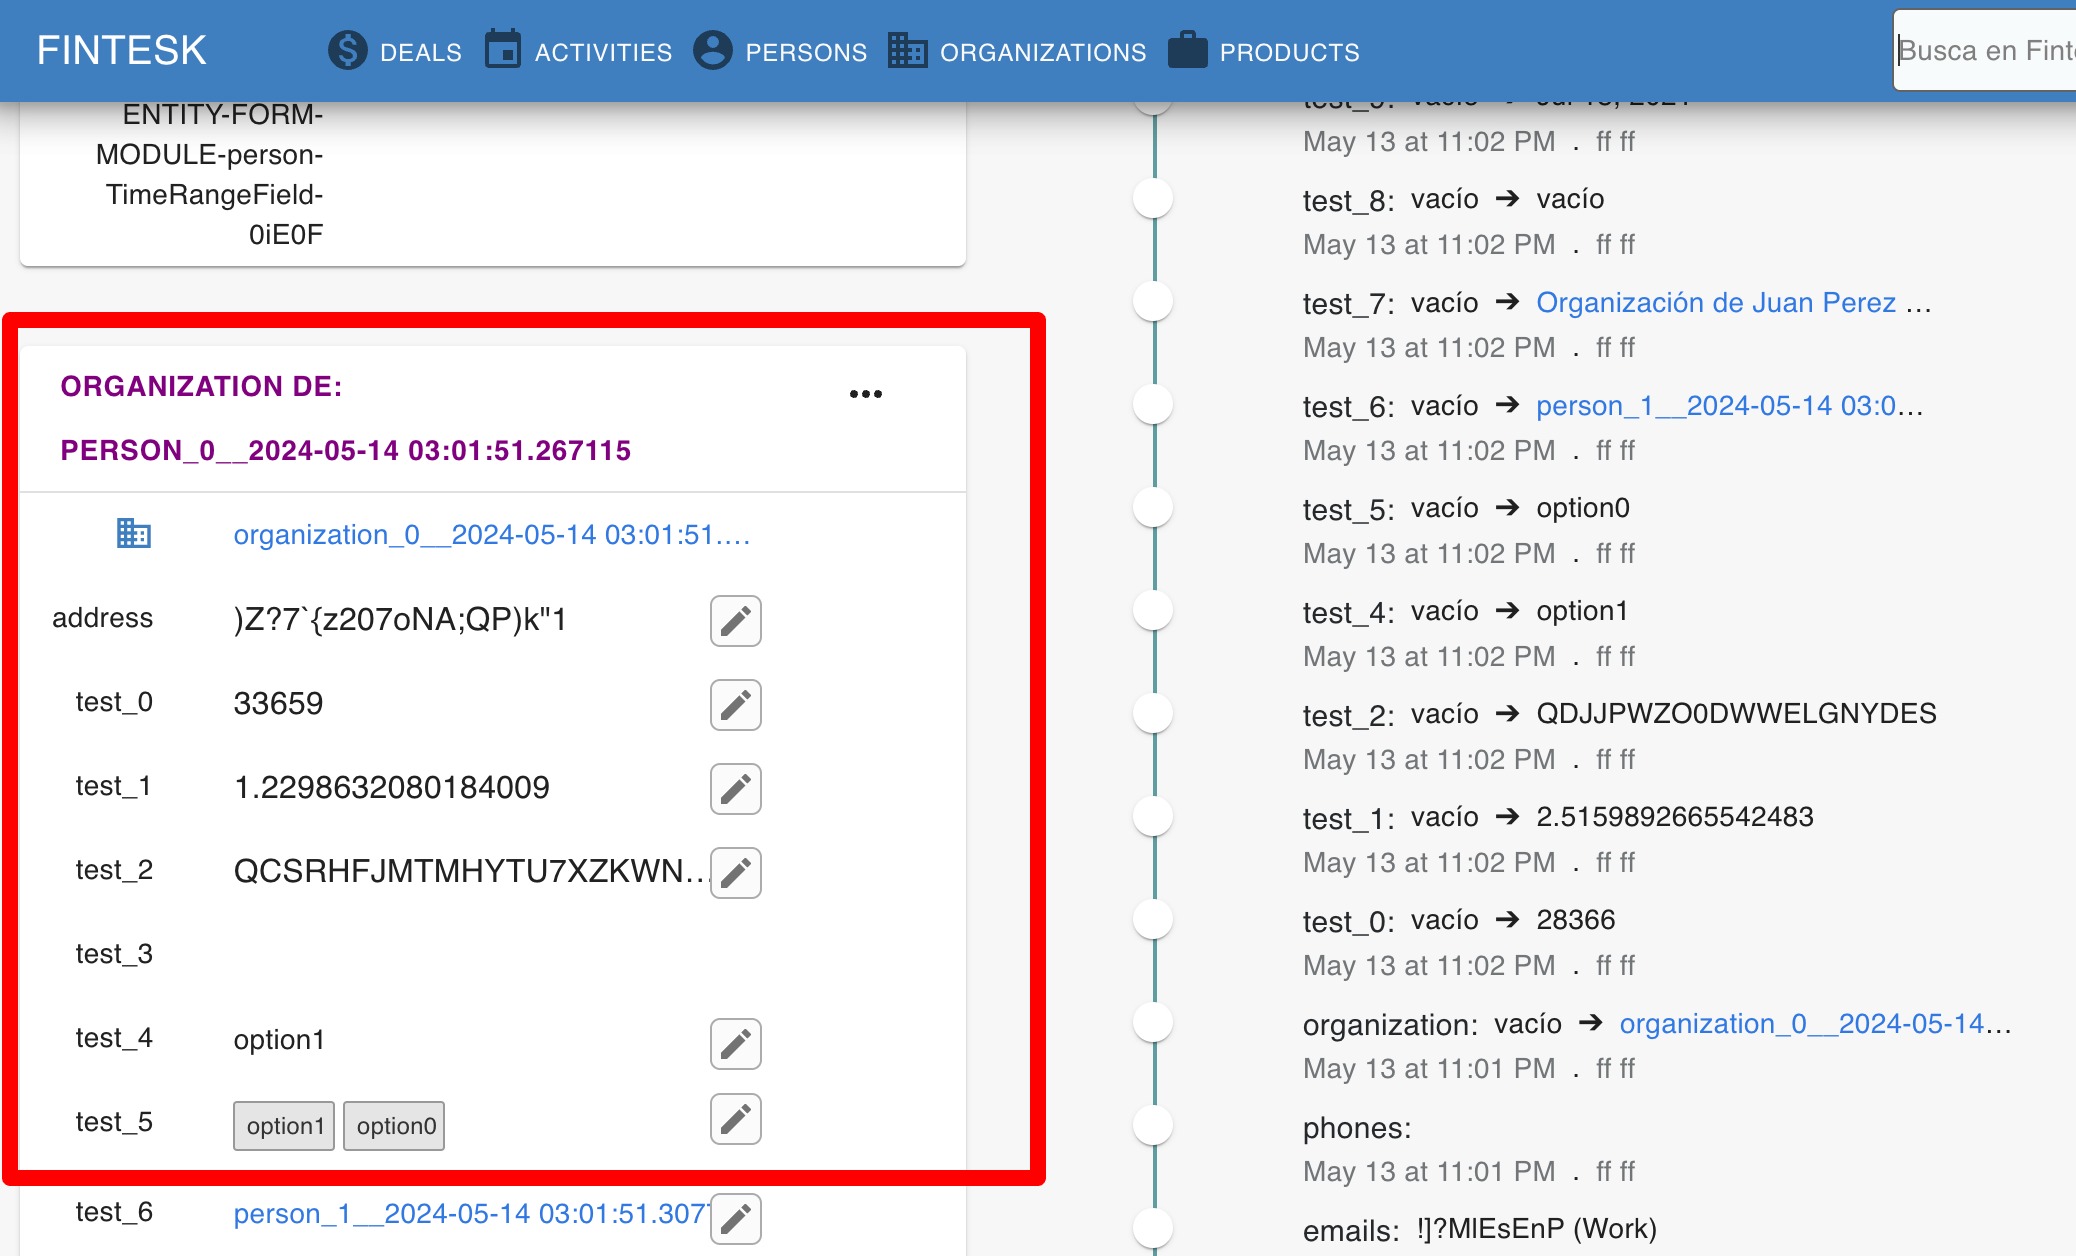 FINTESK DEALS ACTIVITIES PERSONS ORGANIZATIONS PRODUCTS Busca en Finte
ENTITY-FORM-
MODULE-person-
TimeRangeField-
0iE0F
ORGANIZATION DE:
PERSON_0__2024-05-14 03:01:51.267115
organization_0__2024-05-14 03:01:51....
address )Z?7`{z207oNA;QP)k"1
test_0 33659
test_1 1.2298632080184009
test_2 QCSRHFJMTMHYTU7XZKWN...
test_3
test_4 option1
test_5 option1 option0
test_6 person_1__2024-05-14 03:01:51.307
May 13 at 11:02 PM . ff ff
test_8: vacío → vacío
May 13 at 11:02 PM . ff ff
test_7: vacío → Organización de Juan Perez ...
May 13 at 11:02 PM . ff ff
test_6: vacío → person_1__2024-05-14 03:0...
May 13 at 11:02 PM . ff ff
test_5: vacío → option0
May 13 at 11:02 PM . ff ff
test_4: vacío → option1
May 13 at 11:02 PM . ff ff
test_2: vacío → QDJJPWZO0DWWELGNYDES
May 13 at 11:02 PM . ff ff
test_1: vacío → 2.5159892665542483
May 13 at 11:02 PM . ff ff
test_0: vacío → 28366
May 13 at 11:02 PM . ff ff
organization: vacío → organization_0__2024-05-14...
May 13 at 11:01 PM . ff ff
phones:
May 13 at 11:01 PM . ff ff
emails: !]?MlEsEnP (Work)